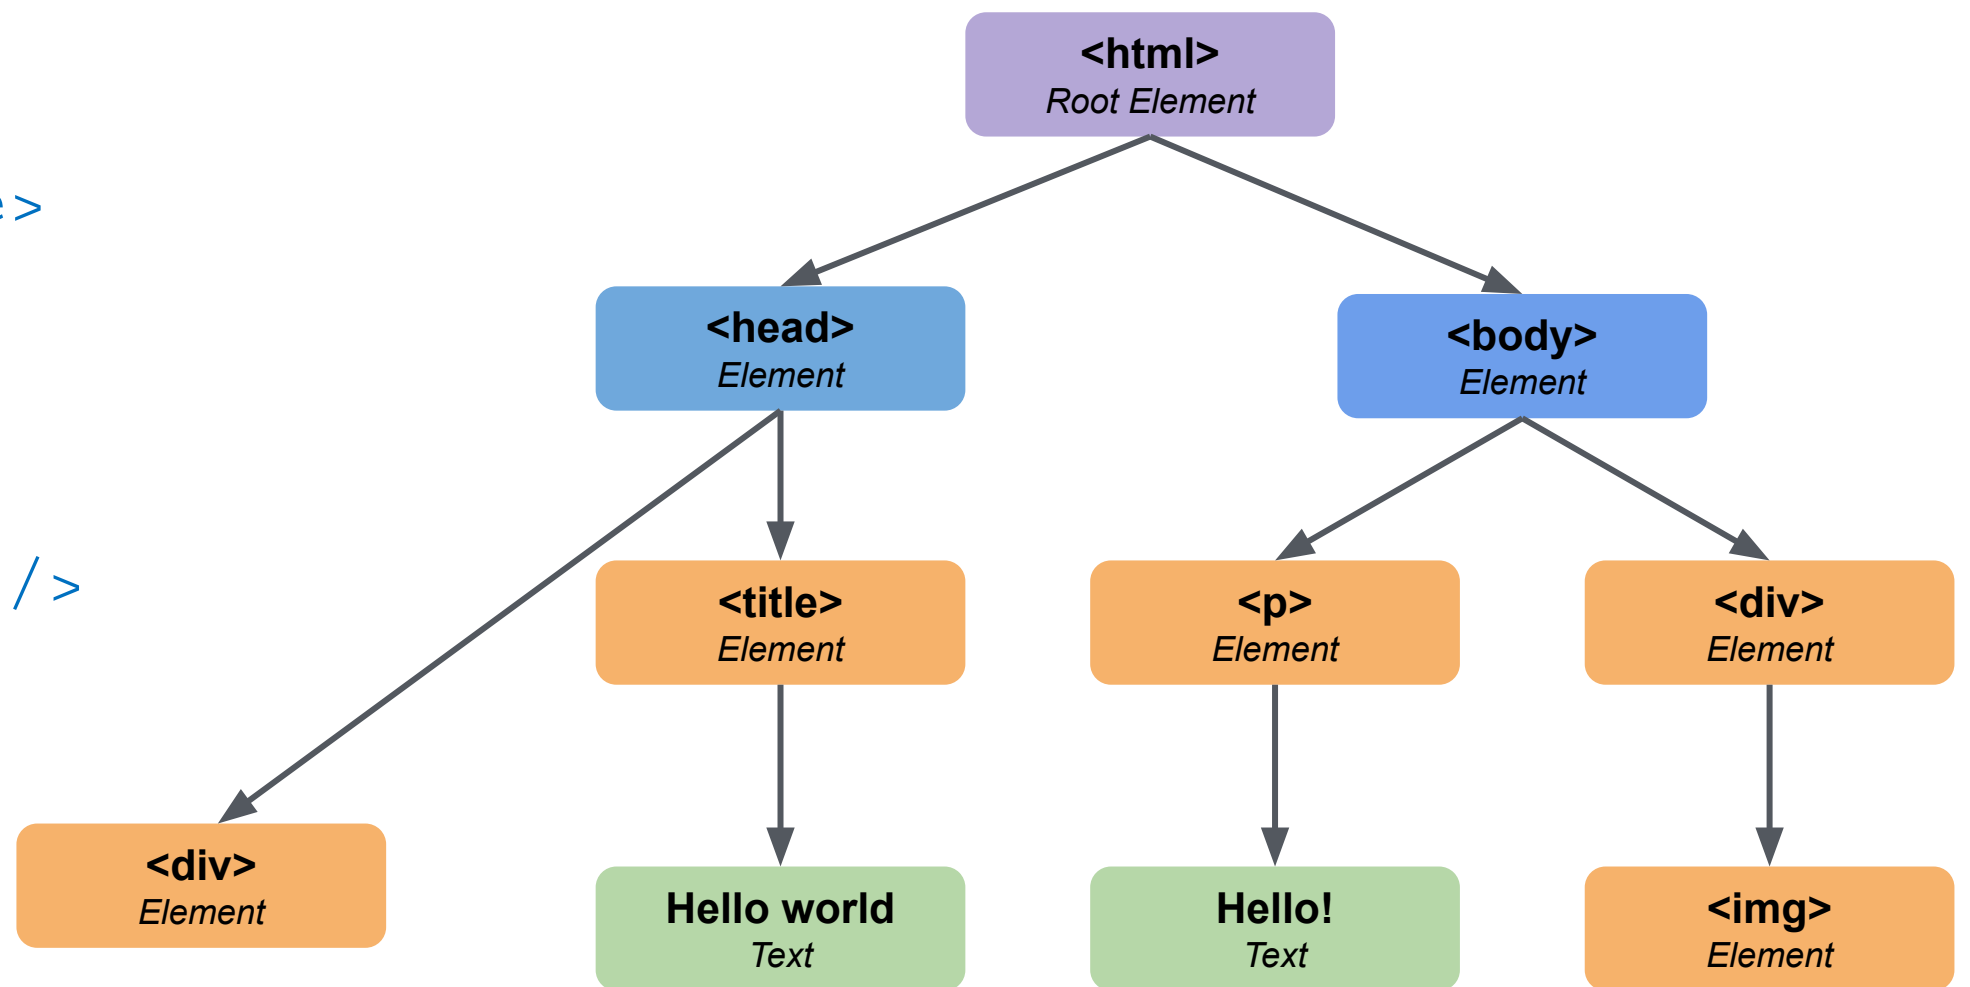 <html>
Root Element
e>
<head>
Element
<body>
Element
/>
<title>
Element
<p>
Element
<div>
Element
<div>
Element
Hello world
Text
Hello!
Text
<img>
Element